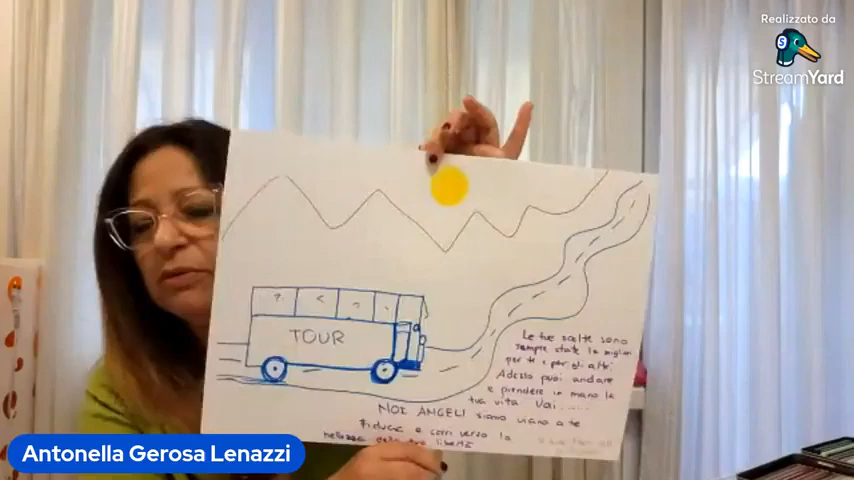 Realizzato da
StreamYard
TOUR
Le tue scelte sono
sempre state le migliori
per te e per gli altri
Adesso puoi andare
e prendere in mano la
tua vita Vai.....
NOI ANGELI siamo vicino a te
Fiducia e corri verso la
bellezza della tua libertà
Antonella Gerosa Lenazzi